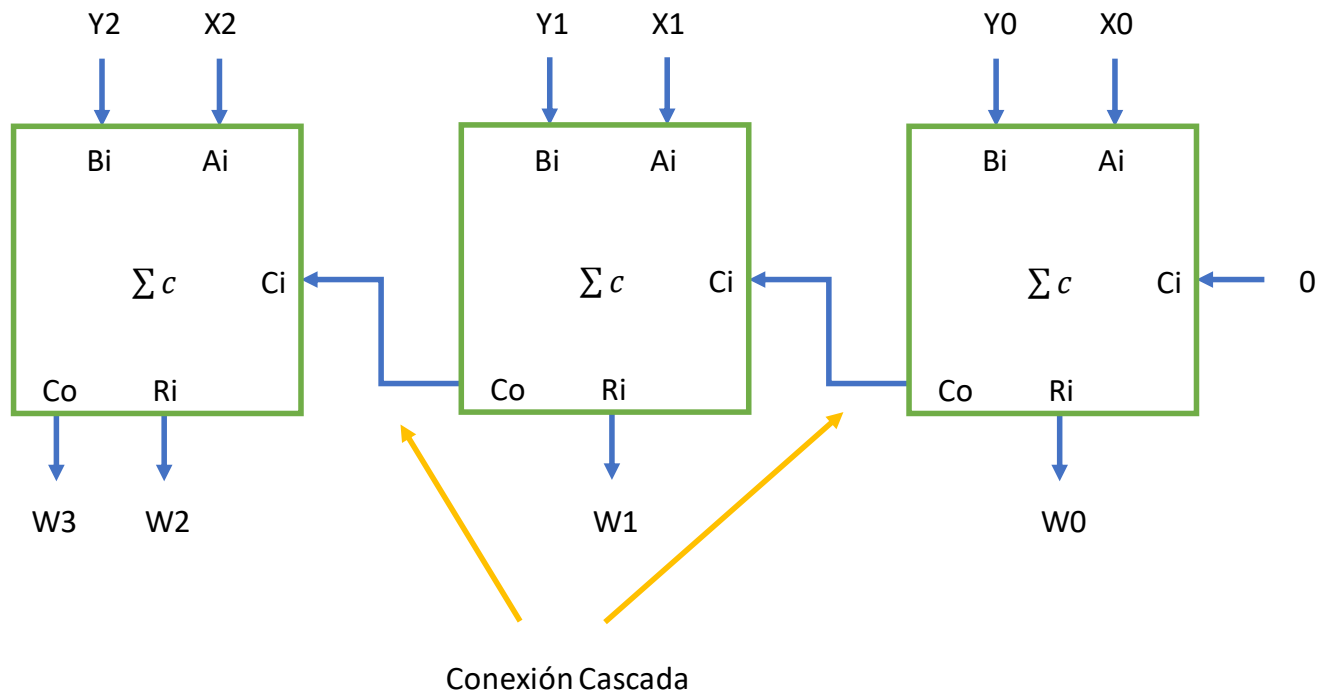 Y2 X2 Y1 X1 Y0 X0
Bi Ai Bi Ai Bi Ai
∑ c Ci ∑ c Ci ∑ c Ci 0
Co Ri Co Ri Co Ri
W3 W2 W1 W0
Conexión Cascada